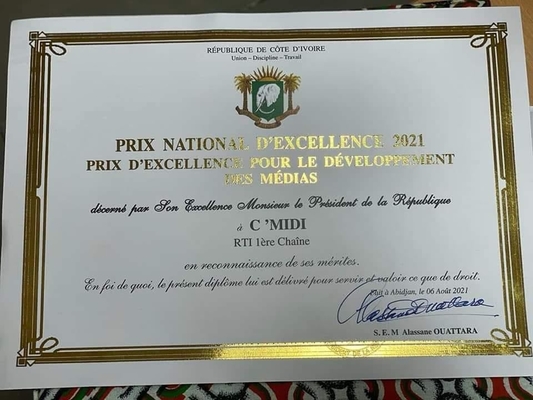 RÉPUBLIQUE DE CÔTE D'IVOIRE
Union – Discipline – Travail
PRIX NATIONAL D'EXCELLENCE 2021
PRIX D'EXCELLENCE POUR LE DÉVELOPPEMENT
DES MÉDIAS
décerné par Son Excellence Monsieur le Président de la République
à C 'MIDI
RTI 1ère Chaîne
en reconnaissance de ses mérites.
En foi de quoi, le présent diplôme lui est délivré pour servir et valoir ce que de droit.
Fait à Abidjan, le 06 Août 2021
S. E. M Alassane OUATTARA